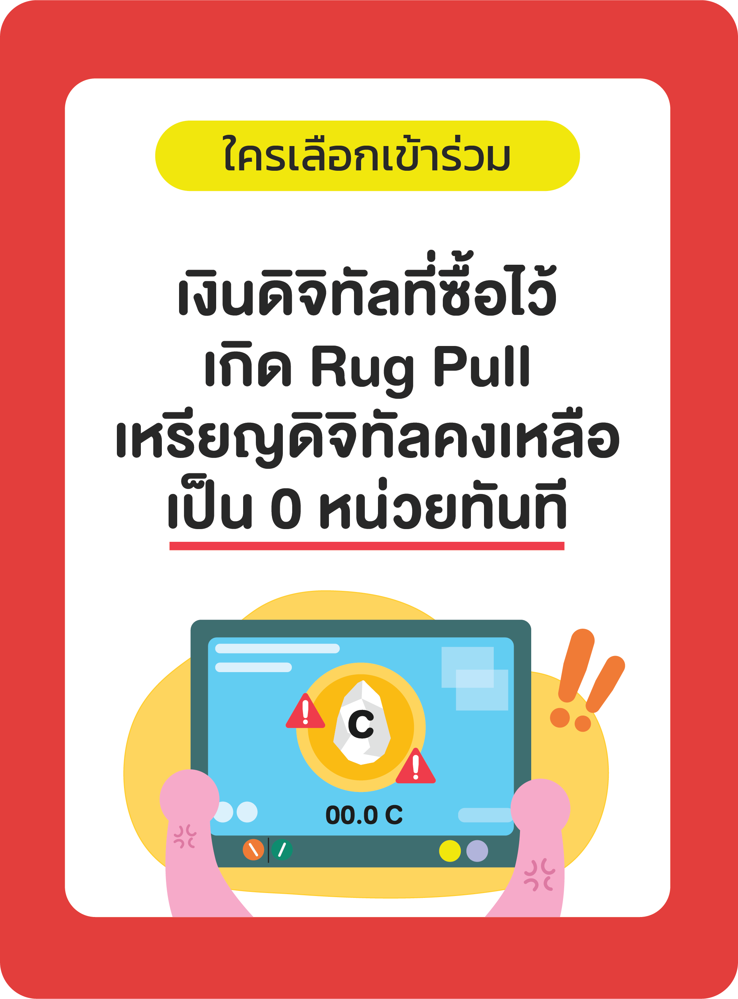 ใครเลือกเข้าร่วม
เงินดิจิทัลที่ซื้อไว้
เกิด Rug Pull
เหรียญดิจิทัลคงเหลือ
เป็น 0 หน่วยทันที
C
00.0 C